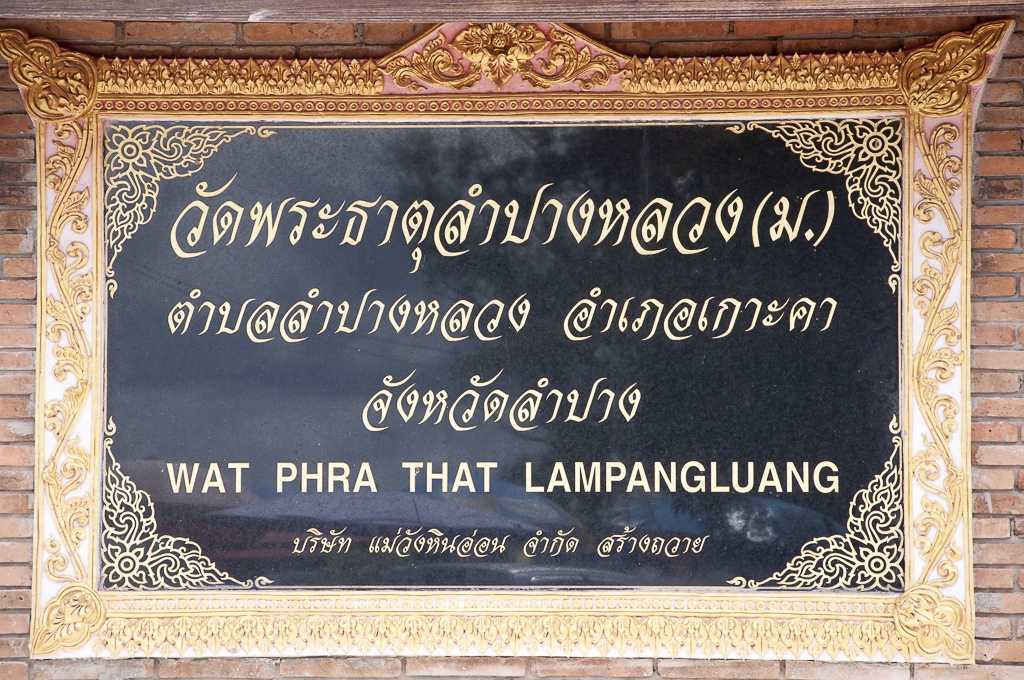 วัดพระธาตุลำปางหลวง(ม.)
ตำบลลำปางหลวง อำเภอเกาะคา
จังหวัดลำปาง
WAT PHRA THAT LAMPANGLUANG
บริษัท แม่วังหินอ่อน จำกัด สร้างถวาย